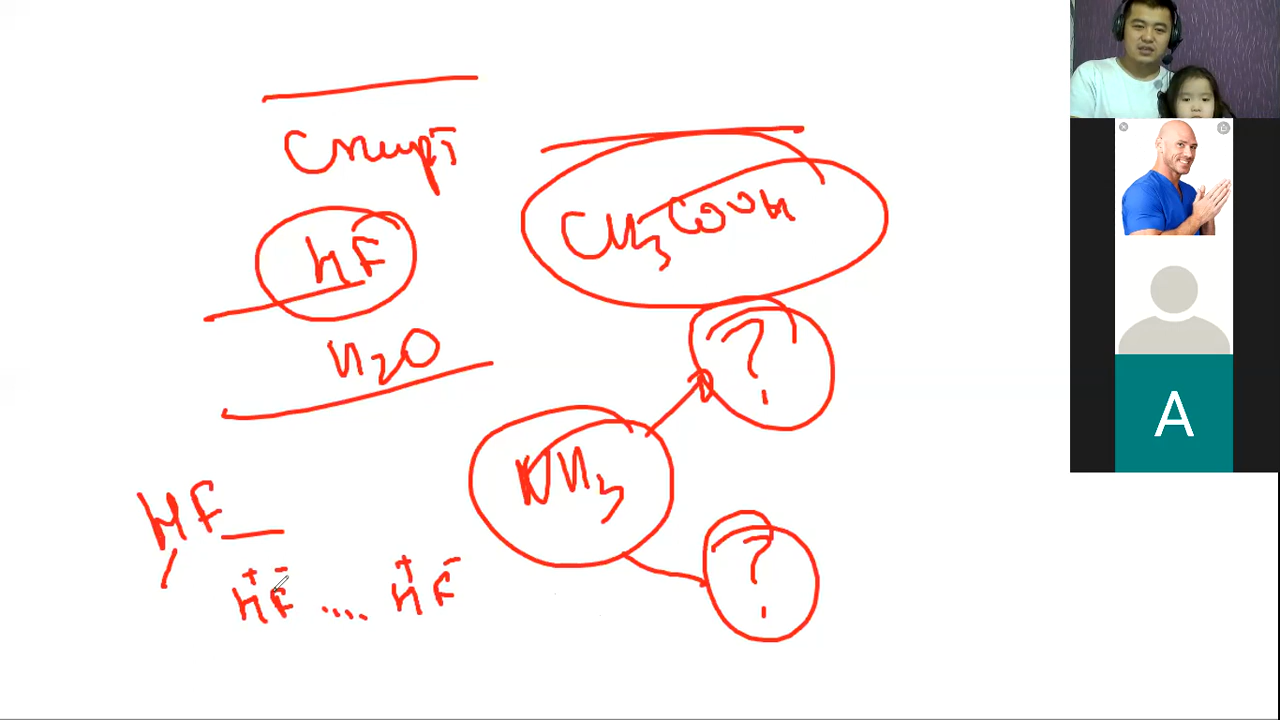 Спирт
HF
H2O
CH3COOH
?
NH3
?
HF
H+ F- .... H+ F-
A